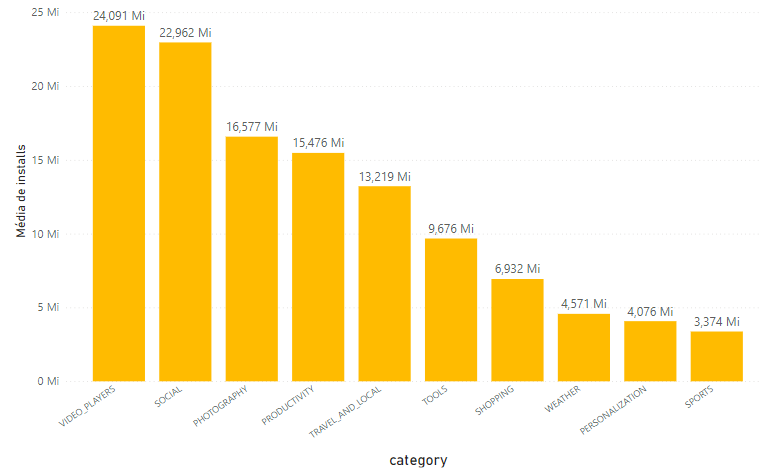 25 Mi
20 Mi
15 Mi
10 Mi
5 Mi
0 Mi
Média de installs
24,091 Mi
22,962 Mi
16,577 Mi
15,476 Mi
13,219 Mi
9,676 Mi
6,932 Mi
4,571 Mi
4,076 Mi
3,374 Mi
VIDEO_PLAYERS
SOCIAL
PHOTOGRAPHY
PRODUCTIVITY
TRAVEL_AND_LOCAL
TOOLS
SHOPPING
WEATHER
PERSONALIZATION
SPORTS
category